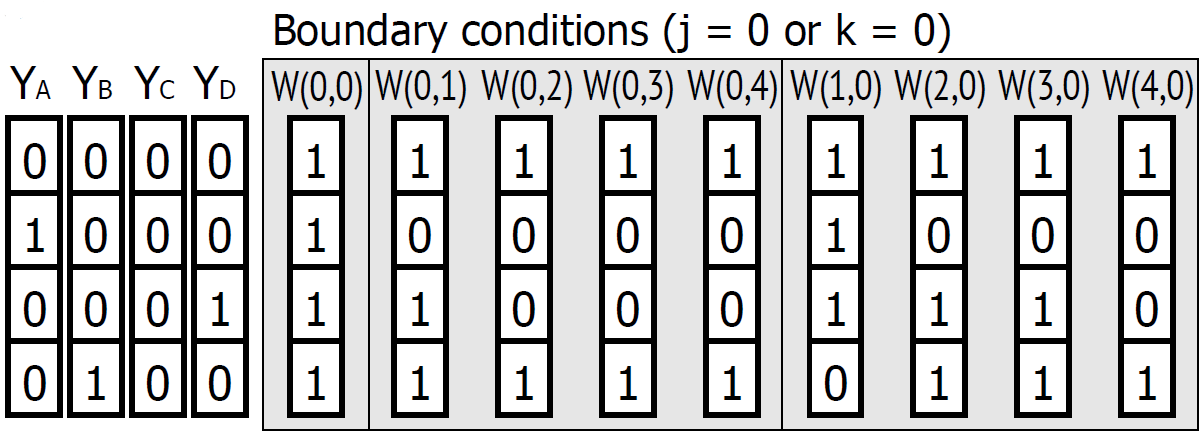 Boundary conditions (j = 0 or k = 0)
YA YB YC YD W(0,0) W(0,1) W(0,2) W(0,3) W(0,4) W(1,0) W(2,0) W(3,0) W(4,0)
0 0 0 0 1 1 1 1 1 1 1 1 1
1 0 0 0 1 0 0 0 0 1 0 0 0
0 0 0 1 1 1 0 0 0 1 1 1 0
0 1 0 0 1 1 1 1 1 0 1 1 1